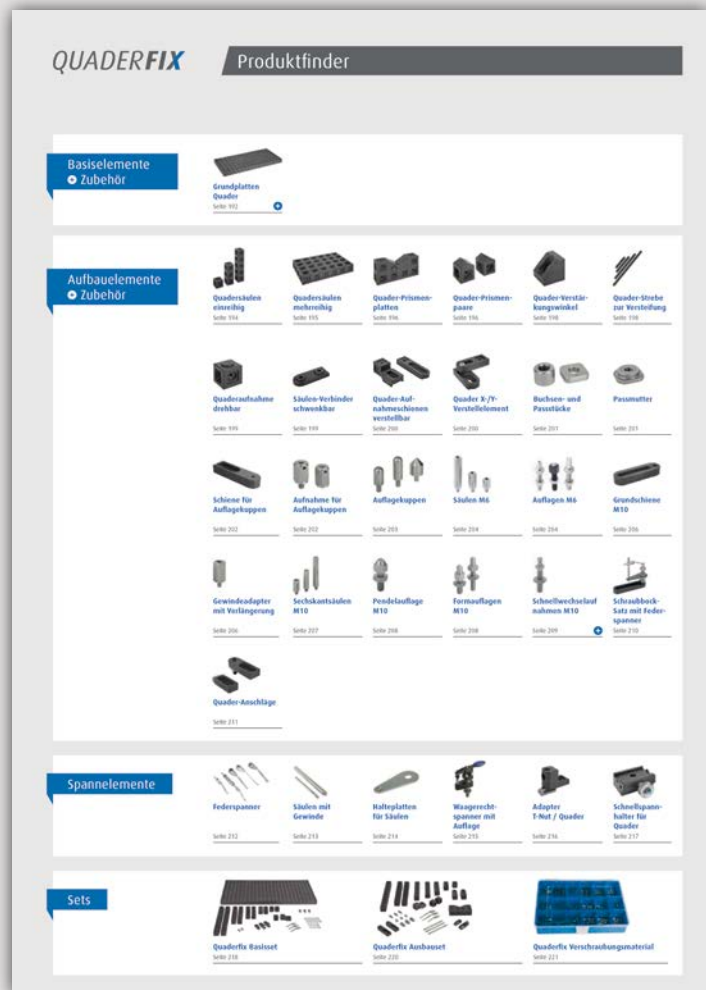 QUADERFIX
Produktfinder
Basiselemente
+ Zubehör
Grundplatten
Quader
Seite 192
Aufbauelemente
+ Zubehör
Quadersäulen
einreihig
Seite 194
Quadersäulen
mehrreihig
Seite 195
Quader-Prismen-
platten
Seite 196
Quader-Prismen-
paare
Seite 196
Quader-Verstär-
kungswinkel
Seite 198
Quader-Strebe
zur Versteifung
Seite 198
Quaderaufnahme
drehbar
Seite 199
Säulen-Verbinder
schwenkbar
Seite 199
Quader-Auf-
nahmeschienen
verstellbar
Seite 200
Quader X-/Y-
Verstellelement
Seite 200
Buchsen- und
Passstücke
Seite 201
Passmutter
Seite 201
Schiene für
Auflagekuppen
Seite 202
Aufnahme für
Auflagekuppen
Seite 202
Auflagekuppen
Seite 203
Säulen M6
Seite 204
Auflagen M6
Seite 204
Grundschiene
M10
Seite 206
Gewindeadapter
mit Verlängerung
Seite 206
Sechskantsäulen
M10
Seite 207
Pendelauflage
M10
Seite 208
Formauflagen
M10
Seite 208
Schnellwechselauf
nahmen M10
Seite 209
Schraubbock-
Satz mit Feder-
spanner
Seite 210
Quader-Anschläge
Seite 211
Spannelemente
Federspanner
Seite 212
Säulen mit
Gewinde
Seite 213
Halteplatten
für Säulen
Seite 214
Waagerecht-
spanner mit
Auflage
Seite 215
Adapter
T-Nut / Quader
Seite 216
Schnellspann-
halter für
Quader
Seite 217
Sets
Quaderfix Basisset
Seite 218
Quaderfix Ausbauset
Seite 220
Quaderfix Verschraubungsmaterial
Seite 221